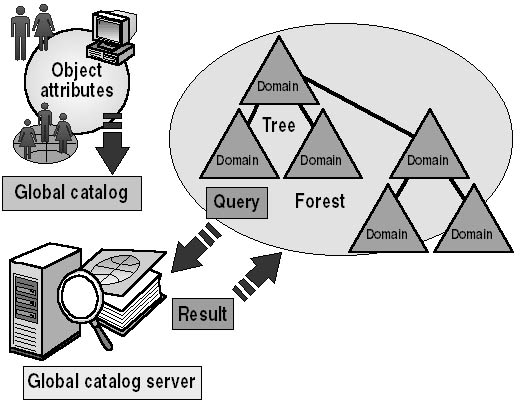 Object
attributes
Global catalog
Domain
Tree
Domain
Domain
Domain
Query
Forest
Domain
Domain
Result
Global catalog server